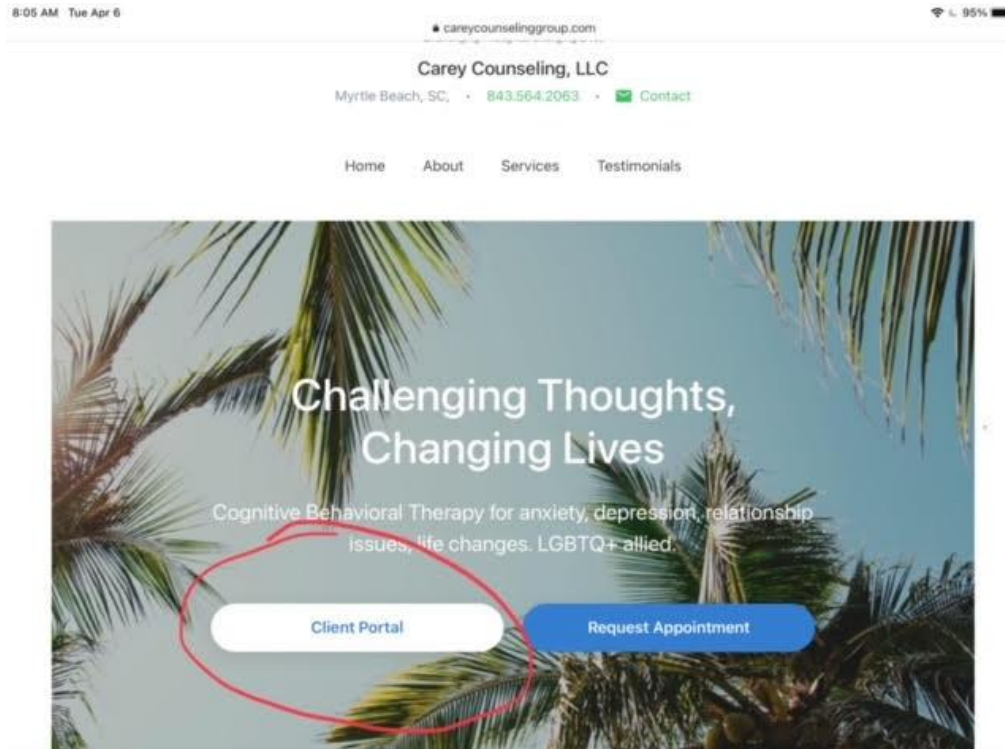 8:05 AM Tue Apr 6
95%
careycounselinggroup.com
Carey Counseling, LLC
Myrtle Beach, SC, · 843.564.2063 · Contact
Home About Services Testimonials
Challenging Thoughts,
Changing Lives
Cognitive Behavioral Therapy for anxiety, depression, relationship
issues, life changes. LGBTQ+ allied.
Client Portal Request Appointment